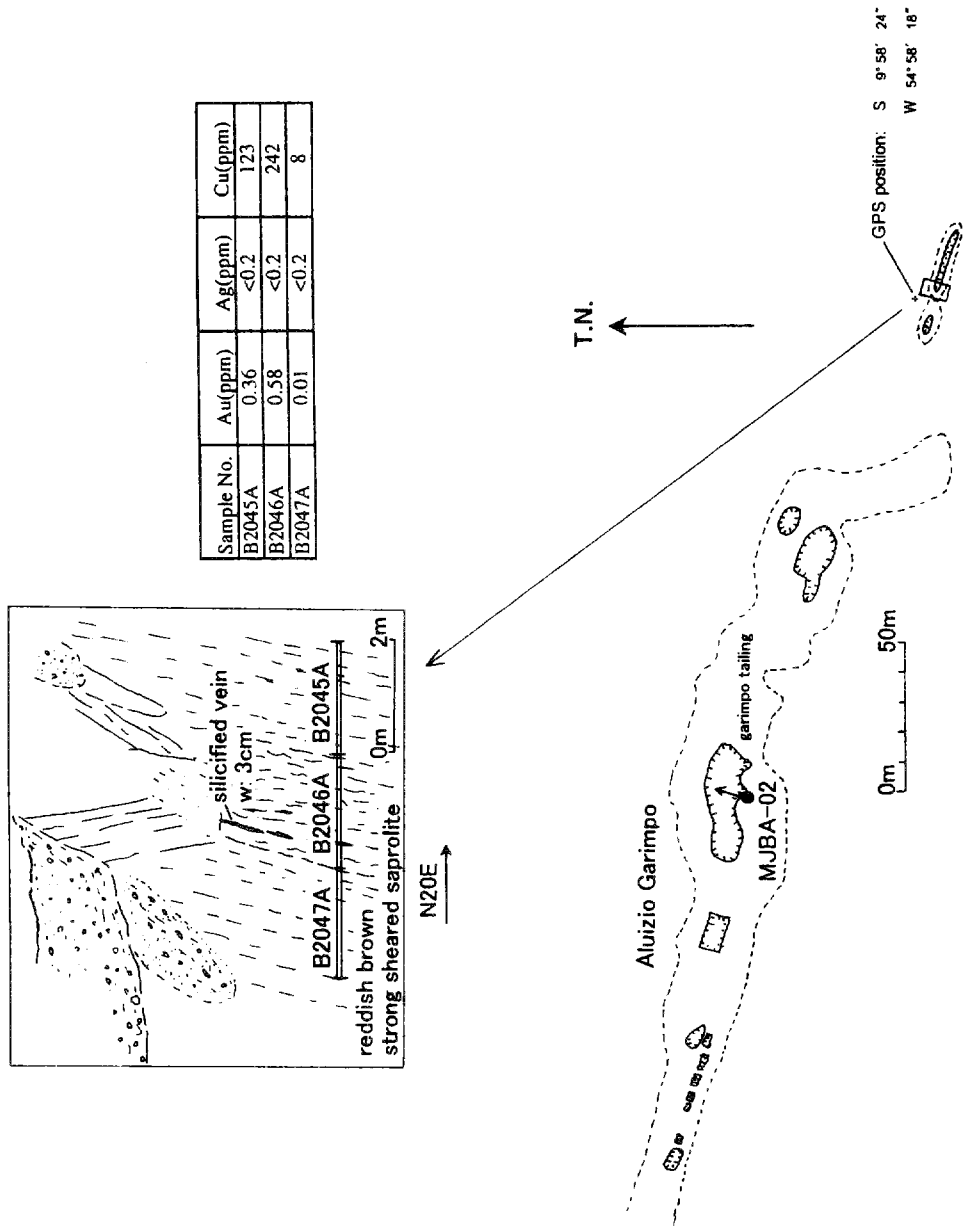 silicified vein
w: 3cm
B2047A
B2046A
B2045A
0m
2m
reddish brown
strong sheared saprolite
N20E
Sample No.
Au(ppm)
Ag(ppm)
Cu(ppm)
B2045A
0.36
<0.2
123
B2046A
0.58
<0.2
242
B2047A
0.01
<0.2
8
T.N.
GPS position: S 9° 58′ 24″
W 54° 58′ 18″
Aluizio Garimpo
garimpo tailing
MJBA-02
0m
50m